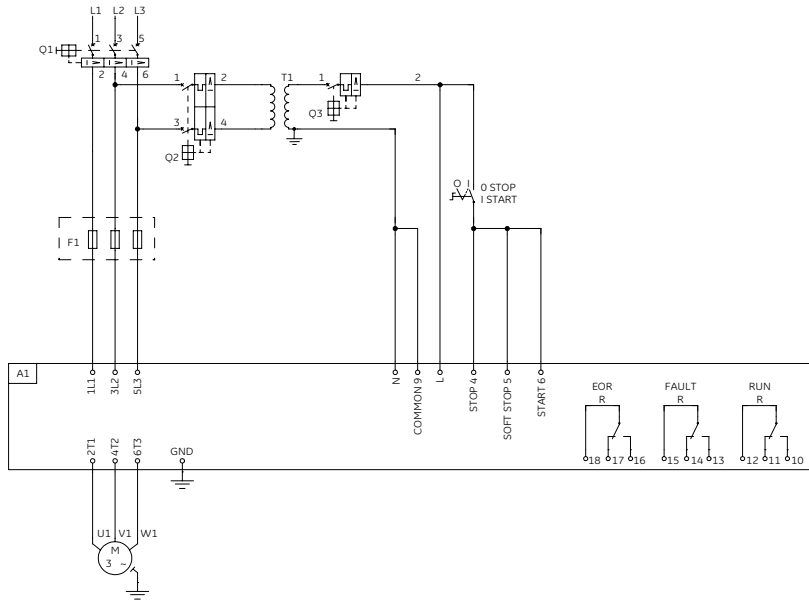 L1 L2 L3
1 3 5
Q1
I> I> I>
2 4 6
1 2 T1 1 2
Q3
3 4
Q2
O I
0 STOP
I START
F1
A1
1L1
3L2
5L3
N
COMMON 9
L
STOP 4
SOFT STOP 5
START 6
EOR
R
FAULT
R
RUN
R
2T1
4T2
6T3
GND
18 17 16
15 14 13
12 11 10
U1 V1 W1
M
3 ~